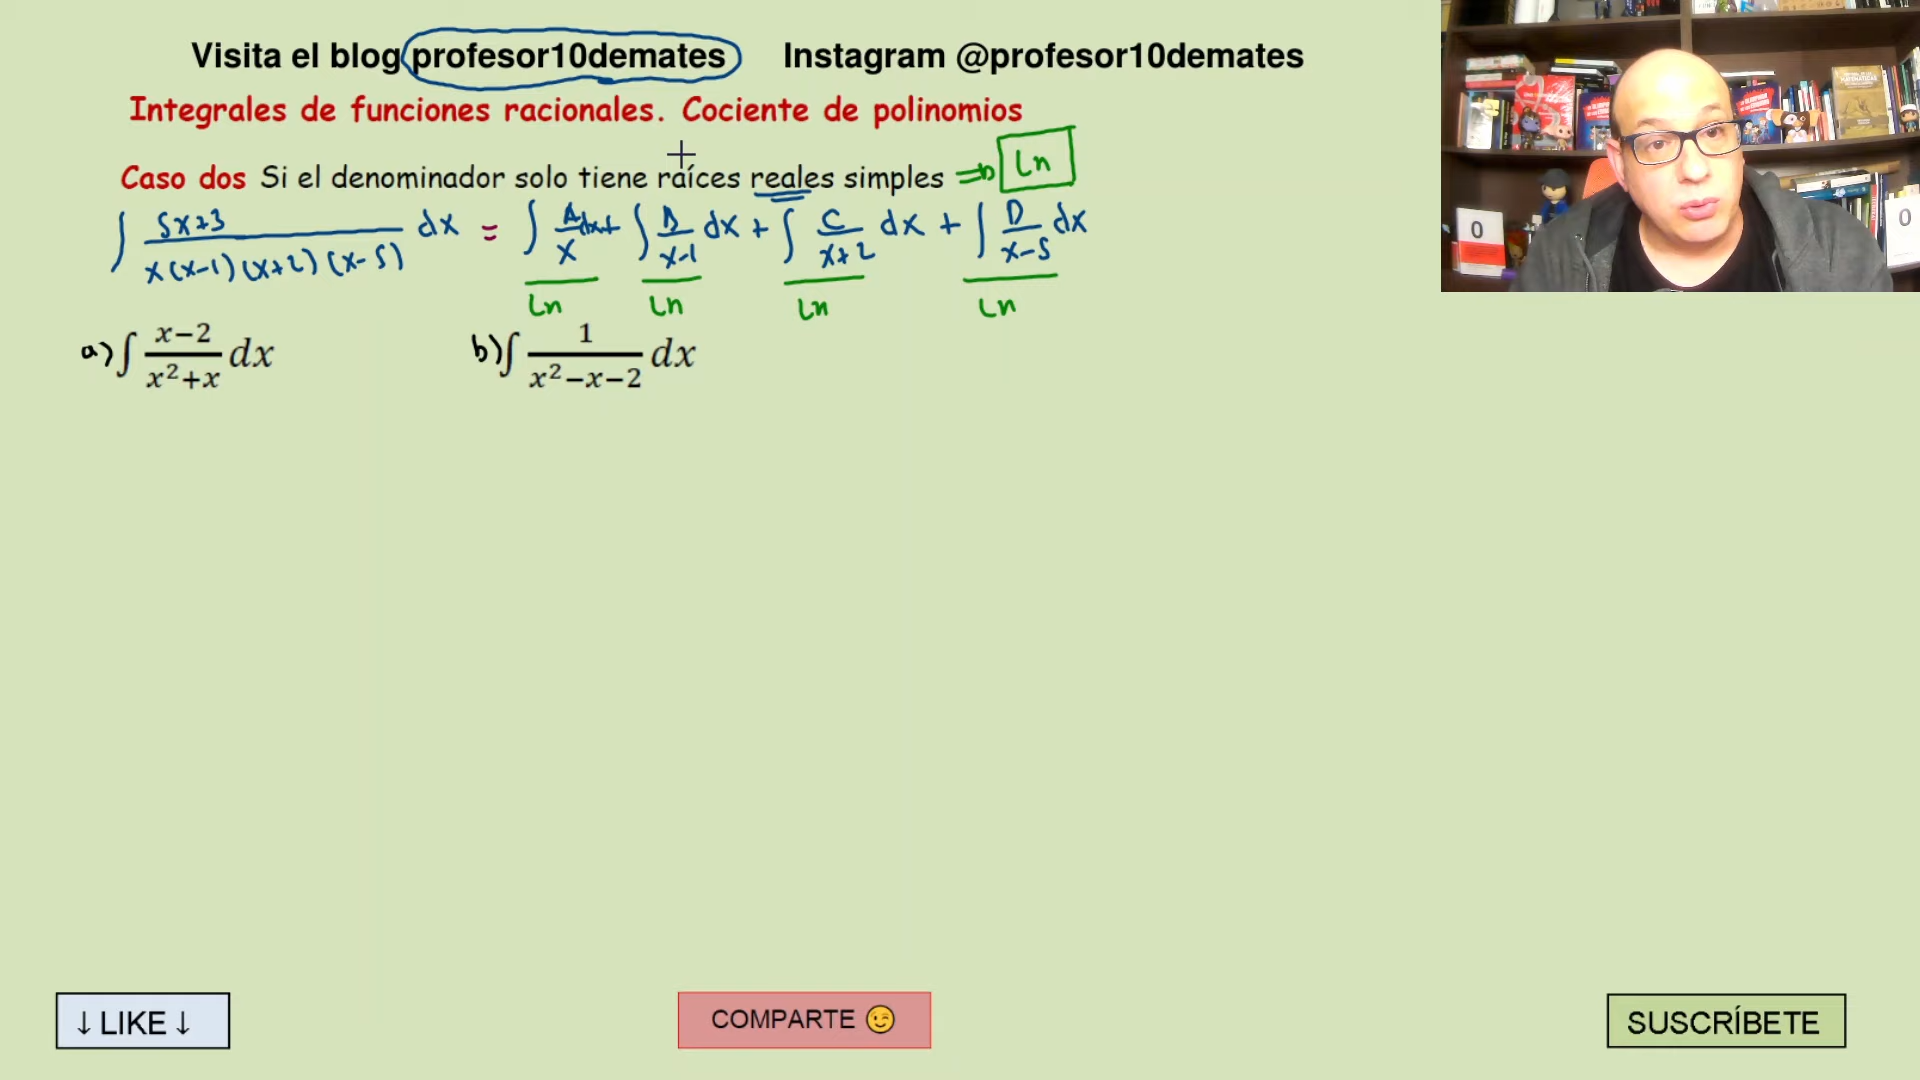 Visita el blog profesor10demates Instagram @profesor10demates
Integrales de funciones racionales. Cociente de polinomios
Caso dos Si el denominador solo tiene raíces reales simples ⇒ Ln
∫ 5x+3 / x(x-1)(x+2)(x-5) dx = ∫ A/x dx + ∫ B/x-1 dx + ∫ C/x+2 dx + ∫ D/x-5 dx
Ln Ln Ln Ln
a) ∫ x−2 / x²+x dx b) ∫ 1 / x²−x−2 dx
↓ LIKE ↓ COMPARTE 😉 SUSCRÍBETE